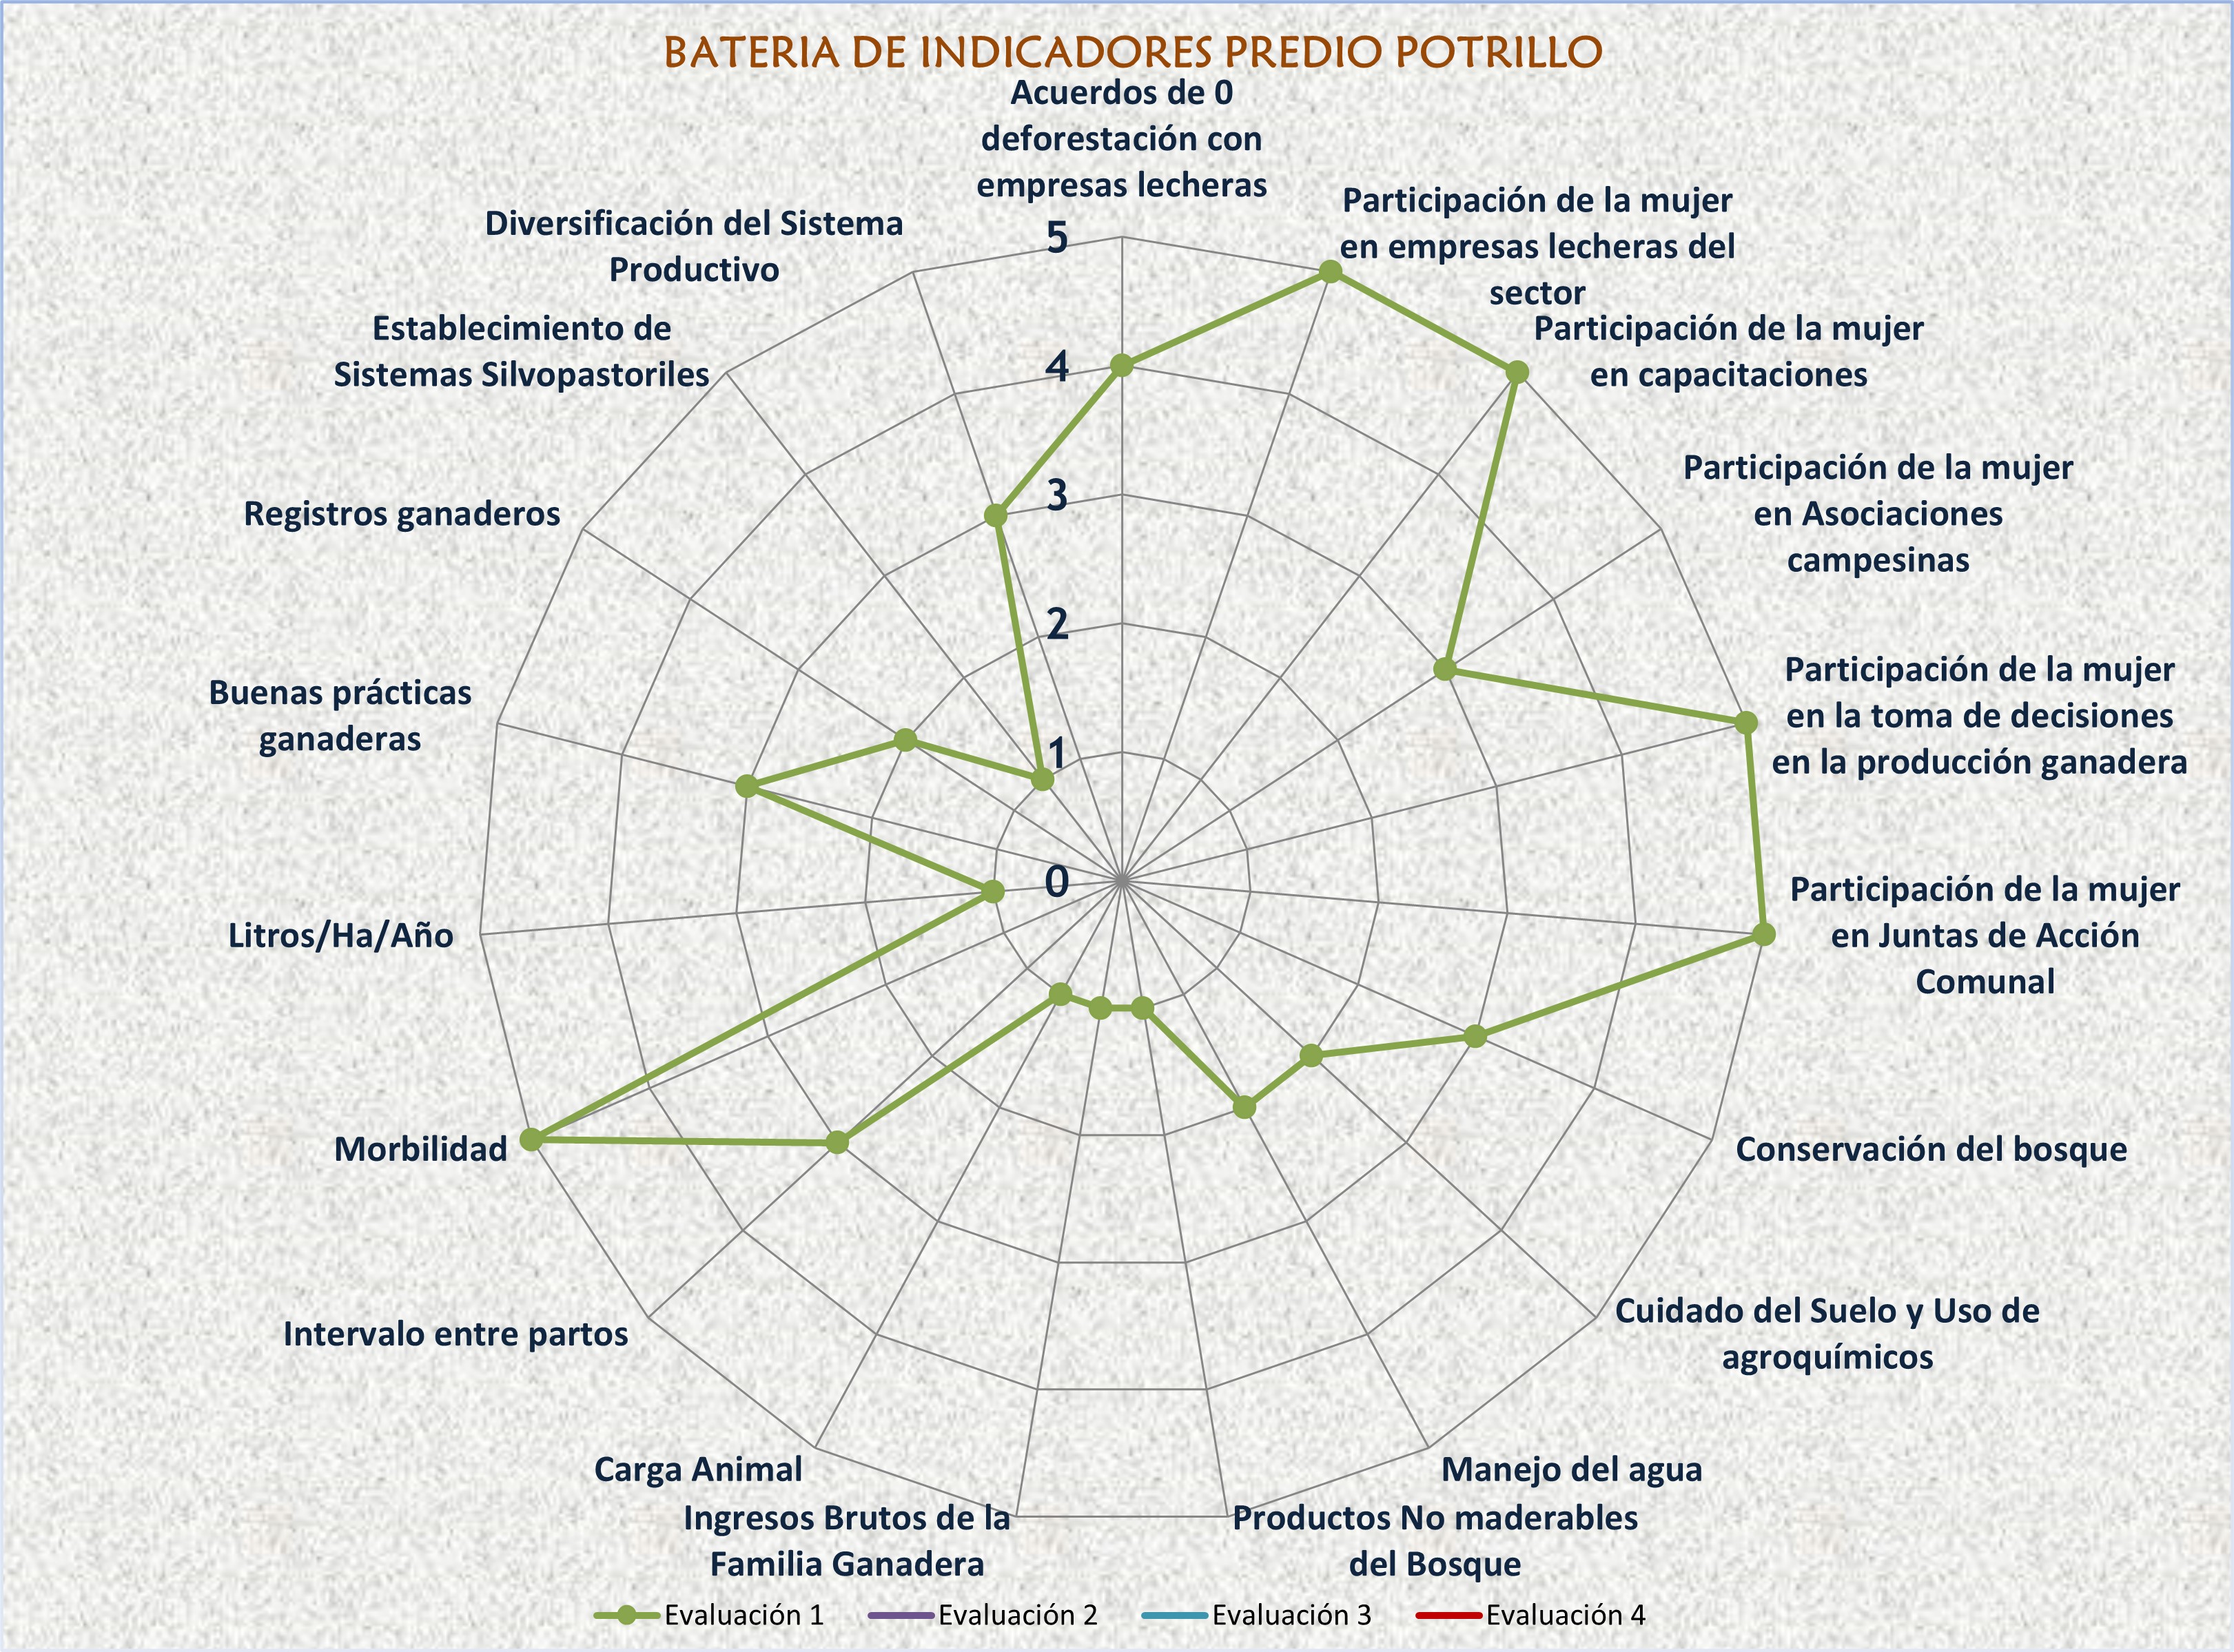 BATERIA DE INDICADORES PREDIO POTRILLO
Acuerdos de 0
deforestación con
empresas lecheras
Participación de la mujer
en empresas lecheras del
sector
Participación de la mujer
en capacitaciones
Participación de la mujer
en Asociaciones
campesinas
Participación de la mujer
en la toma de decisiones
en la producción ganadera
Participación de la mujer
en Juntas de Acción
Comunal
Conservación del bosque
Cuidado del Suelo y Uso de
agroquímicos
Manejo del agua
Productos No maderables
del Bosque
Ingresos Brutos de la
Familia Ganadera
Carga Animal
Intervalo entre partos
Morbilidad
Litros/Ha/Año
Buenas prácticas
ganaderas
Registros ganaderos
Establecimiento de
Sistemas Silvopastoriles
Diversificación del Sistema
Productivo
5
4
3
2
1
0
Evaluación 1
Evaluación 2
Evaluación 3
Evaluación 4